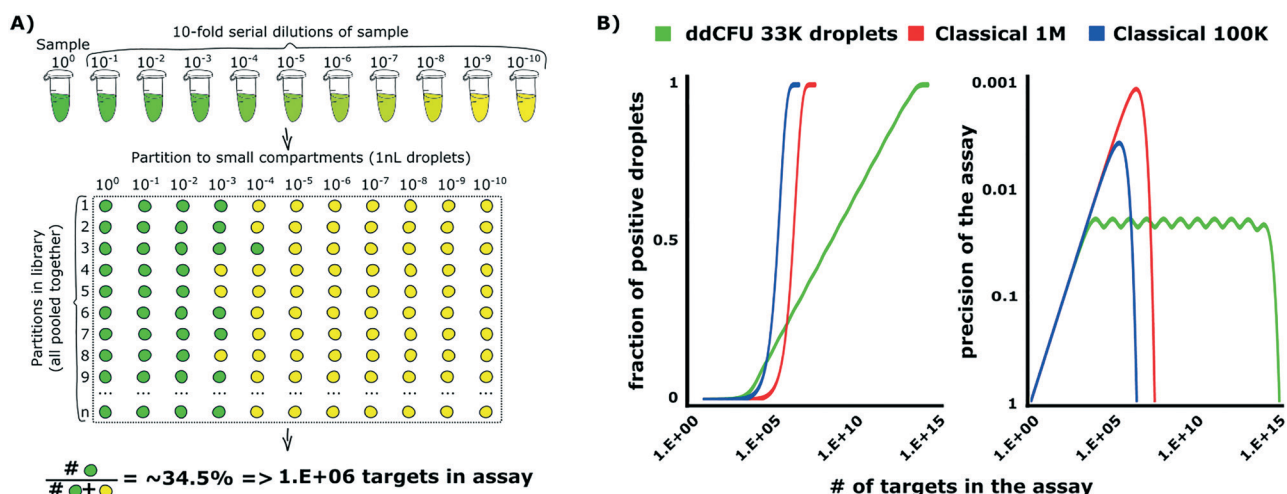 A)
10-fold serial dilutions of sample
Sample
10⁰ 10⁻¹ 10⁻² 10⁻³ 10⁻⁴ 10⁻⁵ 10⁻⁶ 10⁻⁷ 10⁻⁸ 10⁻⁹ 10⁻¹⁰
Partition to small compartments (1nL droplets)
10⁰ 10⁻¹ 10⁻² 10⁻³ 10⁻⁴ 10⁻⁵ 10⁻⁶ 10⁻⁷ 10⁻⁸ 10⁻⁹ 10⁻¹⁰
Partitions in library
(all pooled together)
1
2
3
4
5
6
7
8
9
... ... ... ... ... ... ... ... ... ... ... ...
n
#
# +
= ~34.5% => 1.E+06 targets in assay
B)
ddCFU 33K droplets Classical 1M Classical 100K
fraction of positive droplets
1
0.5
0
1.E+00 1.E+05 1.E+10 1.E+15
precision of the assay
0.001
0.01
0.1
1
1.E+00 1.E+05 1.E+10 1.E+15
# of targets in the assay